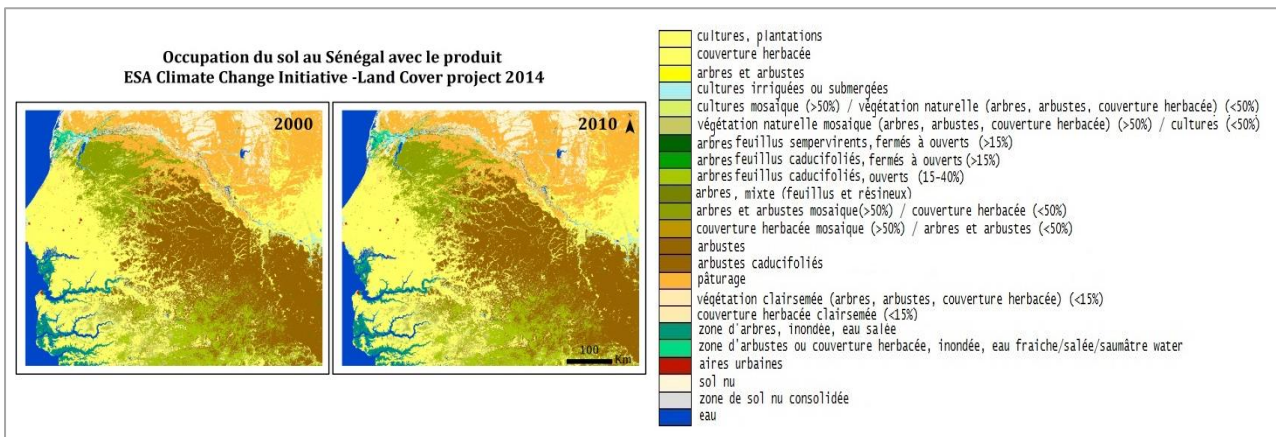 Occupation du sol au Sénégal avec le produit
ESA Climate Change Initiative -Land Cover project 2014
2000
2010
100
Km
cultures, plantations
couverture herbacée
arbres et arbustes
cultures irriguées ou submergées
cultures mosaïque (>50%) / végétation naturelle (arbres, arbustes, couverture herbacée) (<50%)
végétation naturelle mosaïque (arbres, arbustes, couverture herbacée) (>50%) / cultures (<50%)
arbres feuillus sempervirents, fermés à ouverts (>15%)
arbres feuillus caducifoliés, fermés à ouverts (>15%)
arbres feuillus caducifoliés, ouverts (15-40%)
arbres, mixte (feuillus et résineux)
arbres et arbustes mosaïque(>50%) / couverture herbacée (<50%)
couverture herbacée mosaïque (>50%) / arbres et arbustes (<50%)
arbustes
arbustes caducifoliés
pâturage
végétation clairsemée (arbres, arbustes, couverture herbacée) (<15%)
couverture herbacée clairsemée (<15%)
zone d'arbres, inondée, eau salée
zone d'arbustes ou couverture herbacée, inondée, eau fraiche/salée/saumâtre water
aires urbaines
sol nu
zone de sol nu consolidée
eau